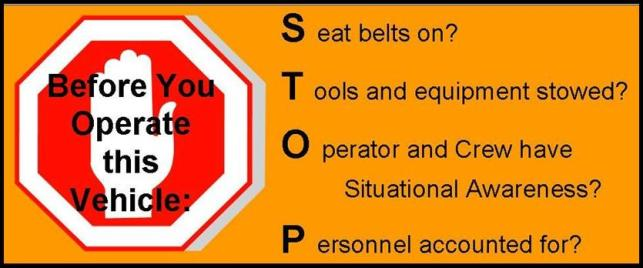 Before You
Operate
this
Vehicle:
S eat belts on?
T ools and equipment stowed?
O perator and Crew have
Situational Awareness?
P ersonnel accounted for?